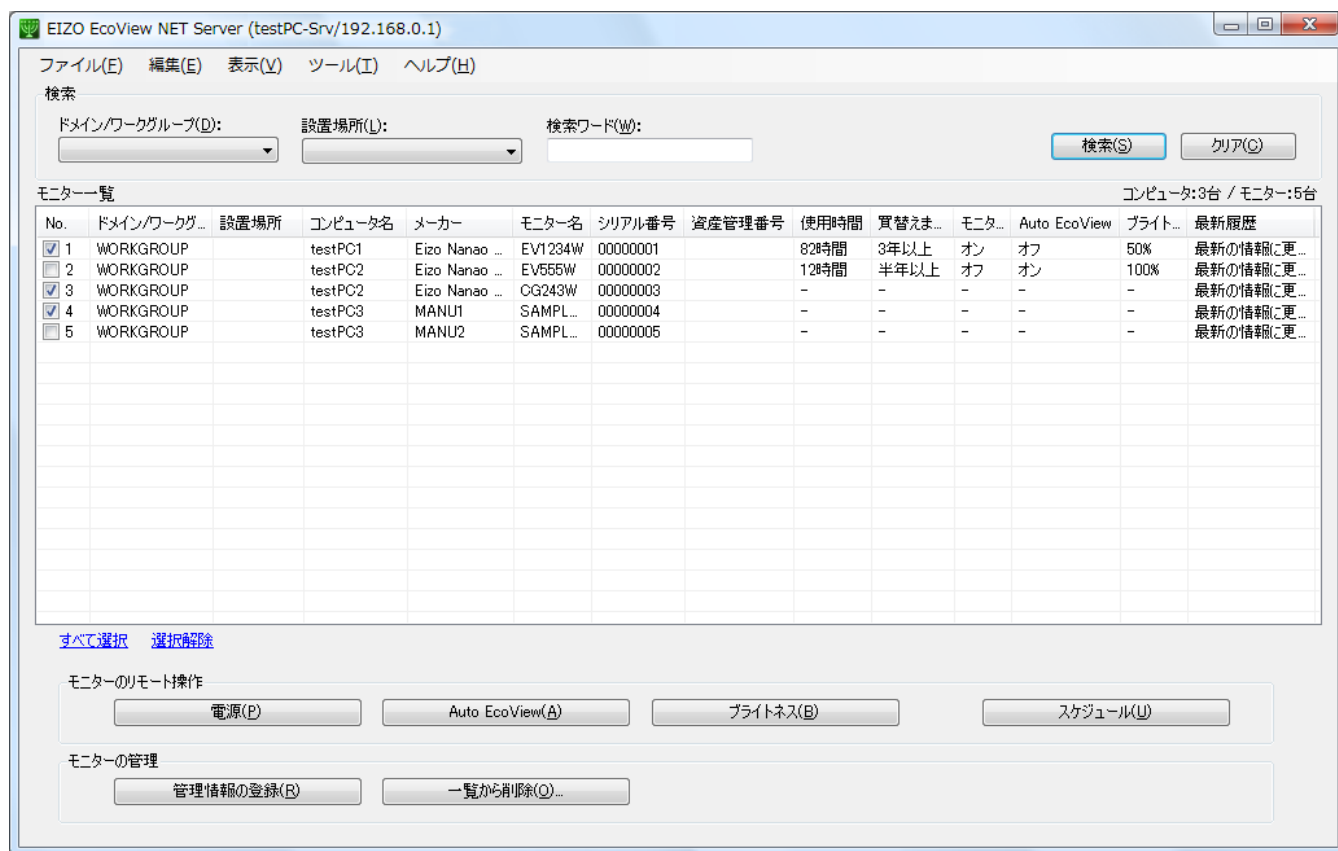 EIZO EcoView NET Server (testPC-Srv/192.168.0.1)
ファイル(F) 編集(E) 表示(V) ツール(T) ヘルプ(H)
検索
ドメイン/ワークグループ(D): 設置場所(L): 検索ワード(W):
検索(S) クリア(C)
モニター一覧 コンピュータ:3台 / モニター:5台
No. ドメイン/ワークグ... 設置場所 コンピュータ名 メーカー モニター名 シリアル番号 資産管理番号 使用時間 買替えま... モニタ... Auto EcoView ブライト... 最新履歴
1 WORKGROUP testPC1 Eizo Nanao ... EV1234W 00000001 82時間 3年以上 オン オフ 50% 最新の情報に更...
2 WORKGROUP testPC2 Eizo Nanao ... EV555W 00000002 12時間 半年以上 オフ オン 100% 最新の情報に更...
3 WORKGROUP testPC2 Eizo Nanao ... CG243W 00000003 - - - - - 最新の情報に更...
4 WORKGROUP testPC3 MANU1 SAMPL... 00000004 - - - - - 最新の情報に更...
5 WORKGROUP testPC3 MANU2 SAMPL... 00000005 - - - - - 最新の情報に更...
すべて選択 選択解除
モニターのリモート操作
電源(P) Auto EcoView(A) ブライトネス(B) スケジュール(U)
モニターの管理
管理情報の登録(R) 一覧から削除(O)...